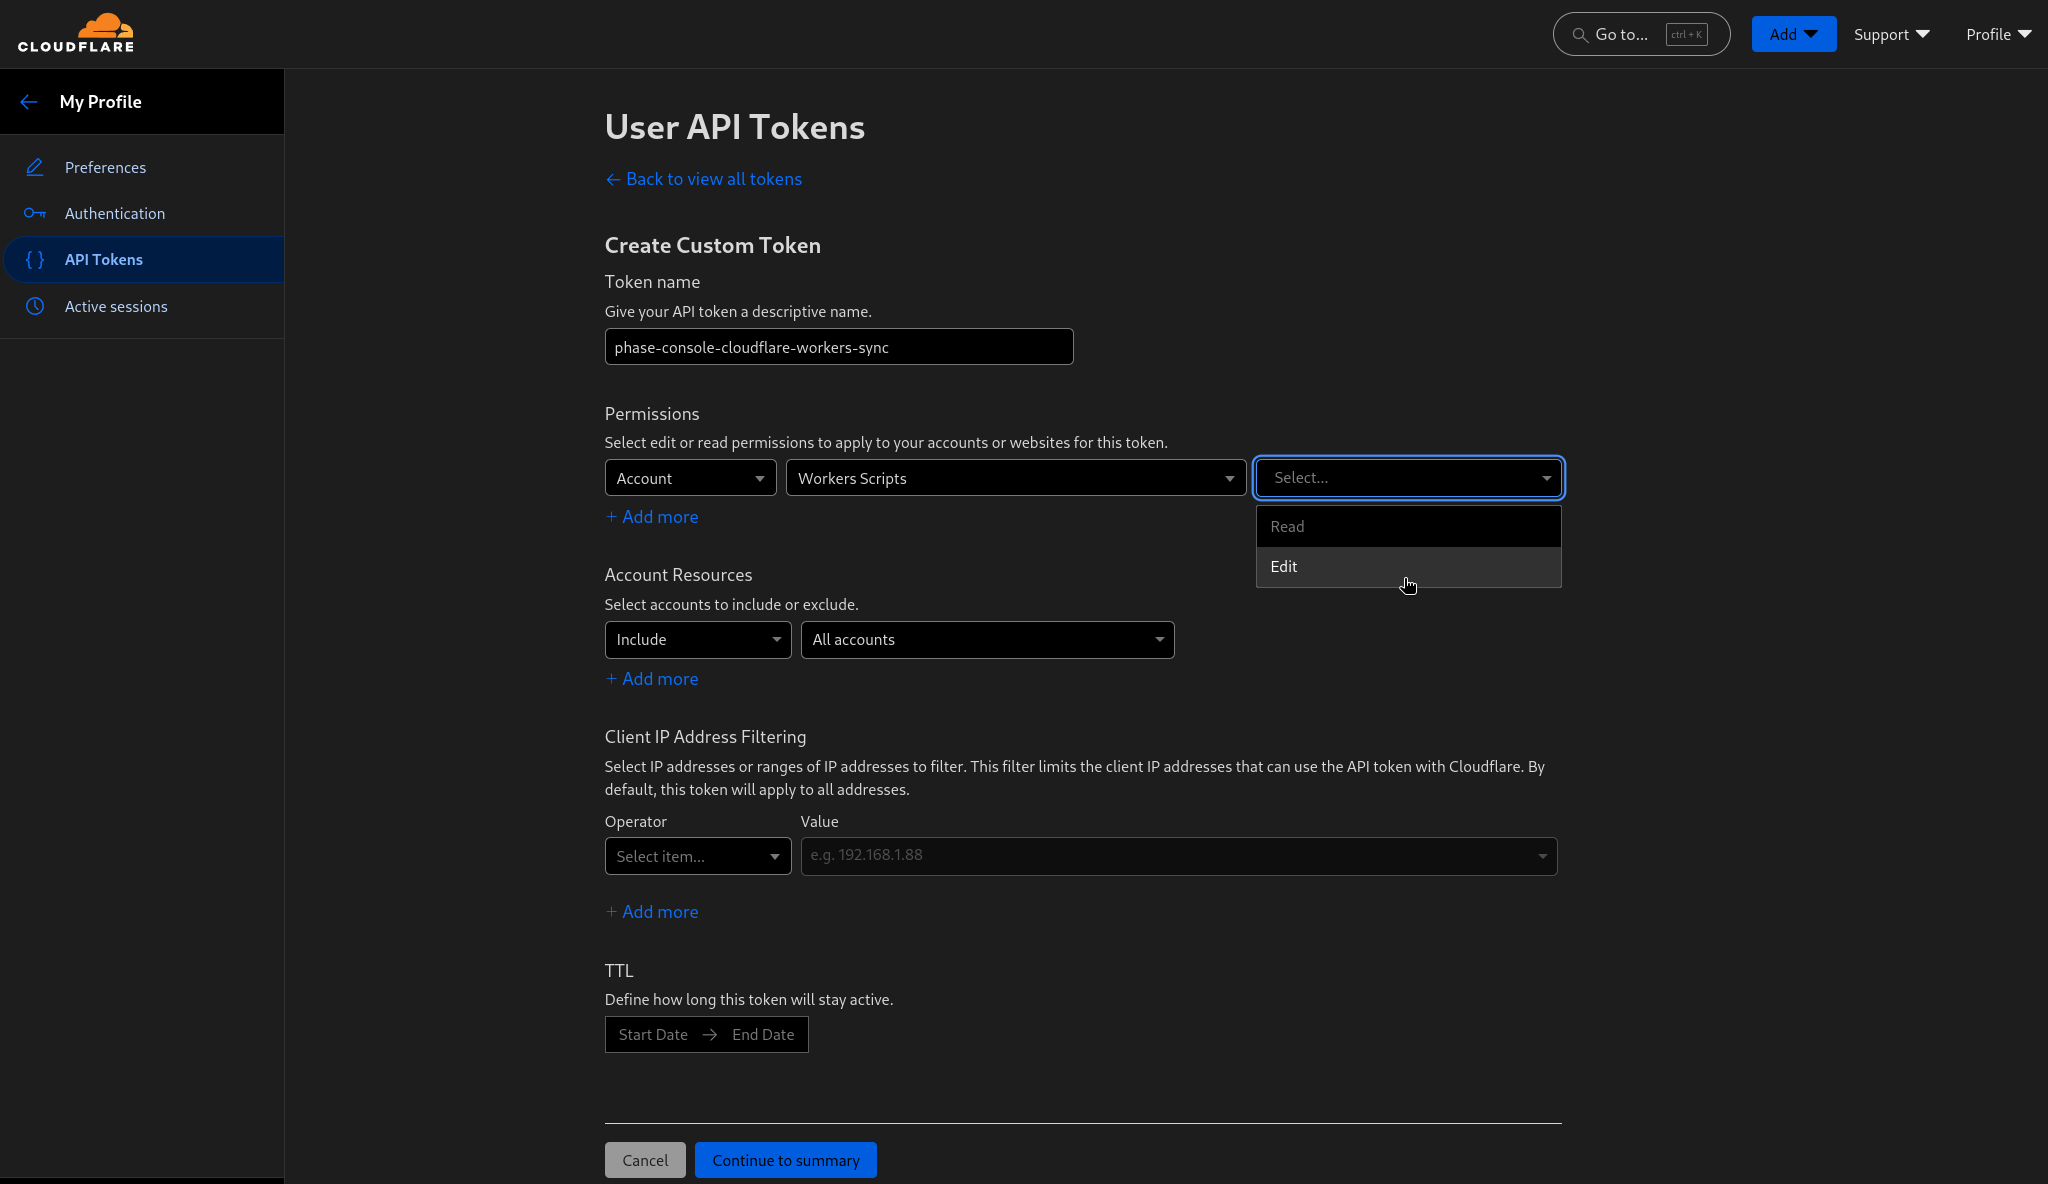 CLOUDFLARE
Go to... ctrl + K
Add
Support
Profile
My Profile
Preferences
Authentication
API Tokens
Active sessions
User API Tokens
← Back to view all tokens
Create Custom Token
Token name
Give your API token a descriptive name.
phase-console-cloudflare-workers-sync
Permissions
Select edit or read permissions to apply to your accounts or websites for this token.
Account Workers Scripts Select...
+ Add more
Read
Edit
Account Resources
Select accounts to include or exclude.
Include All accounts
+ Add more
Client IP Address Filtering
Select IP addresses or ranges of IP addresses to filter. This filter limits the client IP addresses that can use the API token with Cloudflare. By
default, this token will apply to all addresses.
Operator Value
Select item... e.g. 192.168.1.88
+ Add more
TTL
Define how long this token will stay active.
Start Date → End Date
Cancel Continue to summary